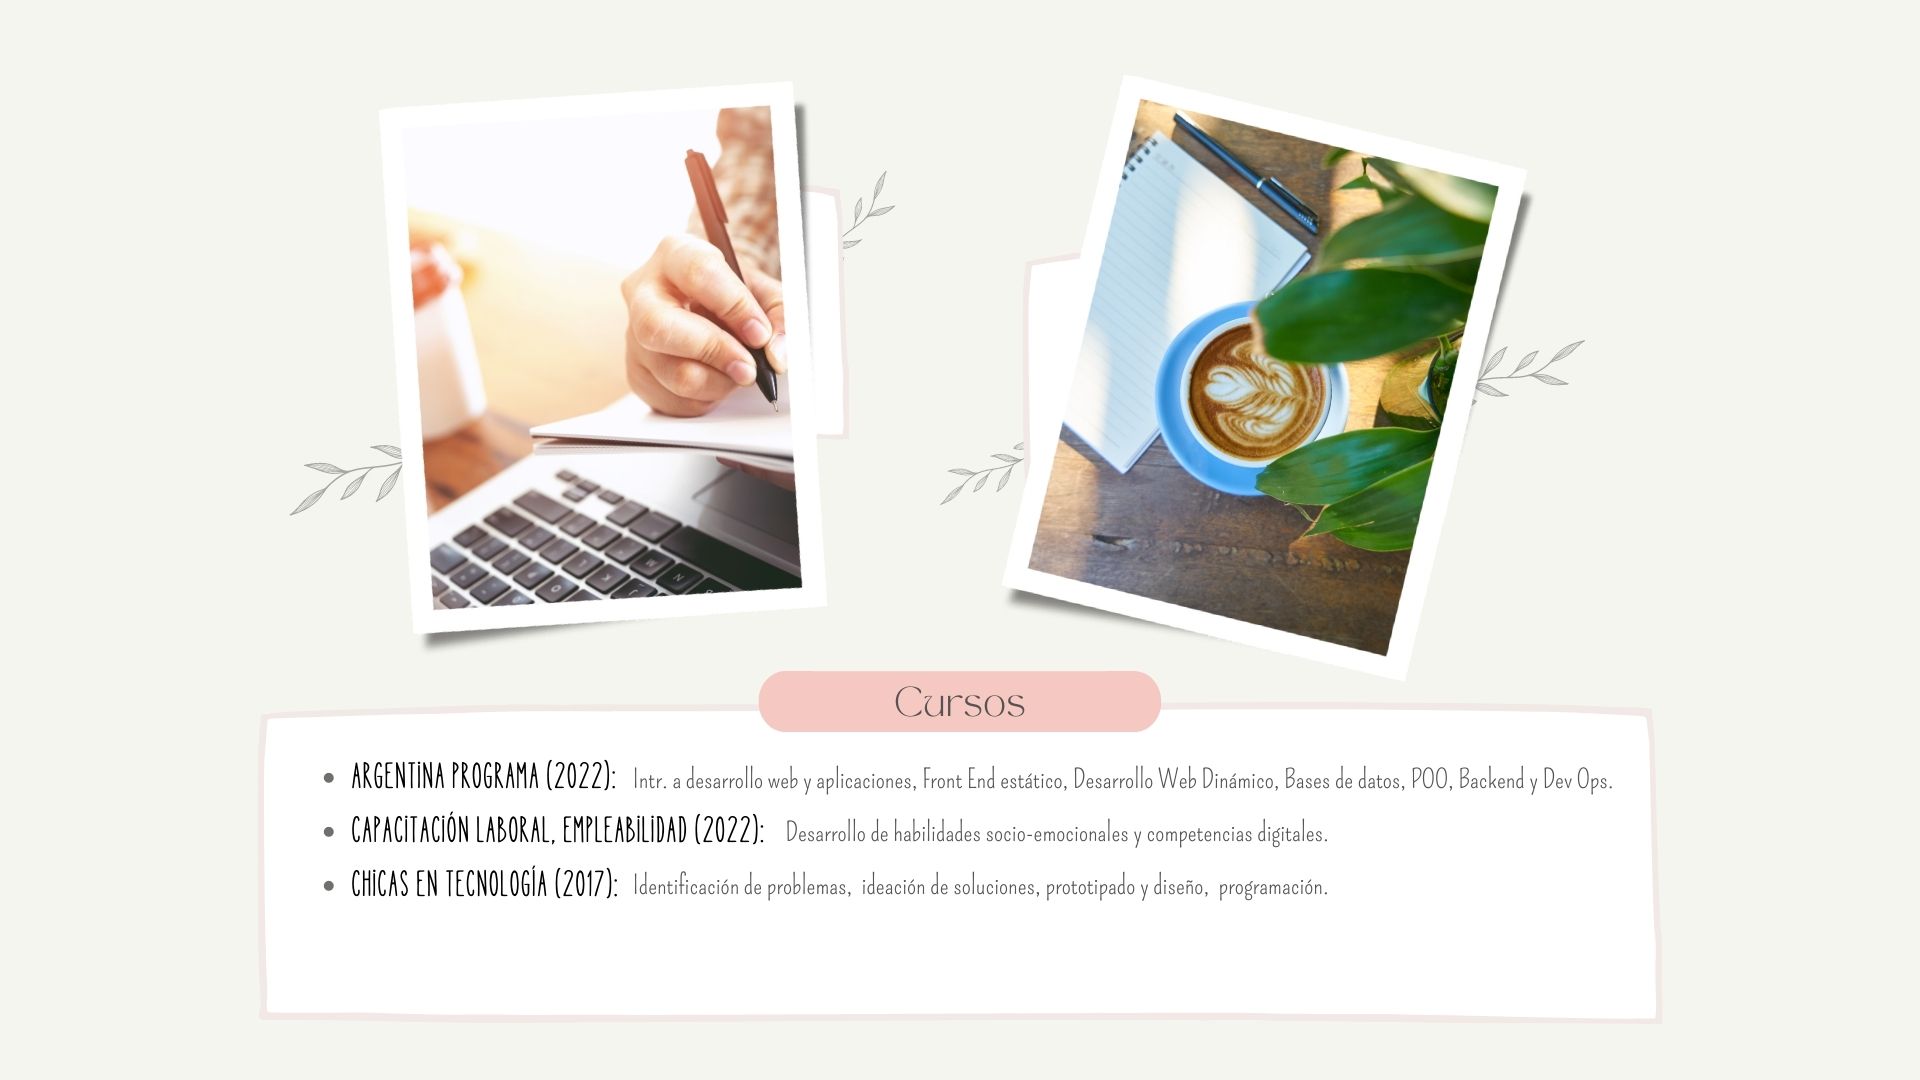 Cursos
ARGENTINA PROGRAMA (2022): Intr. a desarrollo web y aplicaciones, Front End estático, Desarrollo Web Dinámico, Bases de datos, POO, Backend y Dev Ops.
CAPACITACIÓN LABORAL, EMPLEABILIDAD (2022): Desarrollo de habilidades socio-emocionales y competencias digitales.
CHICAS EN TECNOLOGÍA (2017): Identificación de problemas, ideación de soluciones, prototipado y diseño, programación.